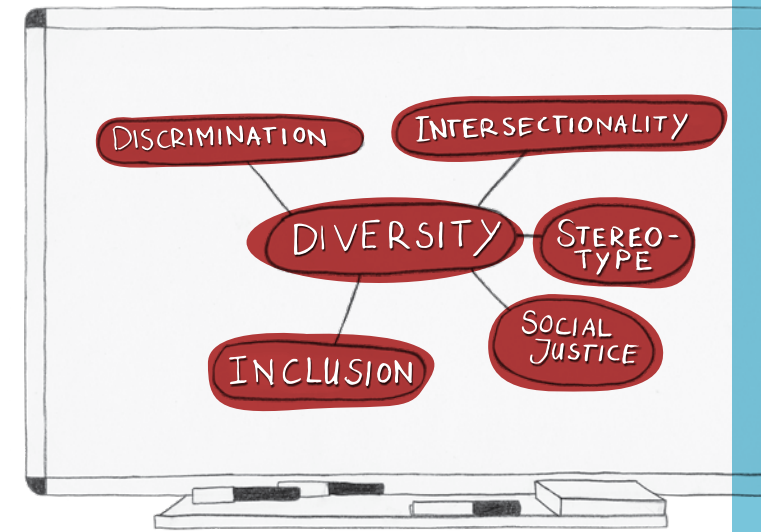 DISCRIMINATION
INTERSECTIONALITY
DIVERSITY
STEREO-
TYPE
SOCIAL
JUSTICE
INCLUSION